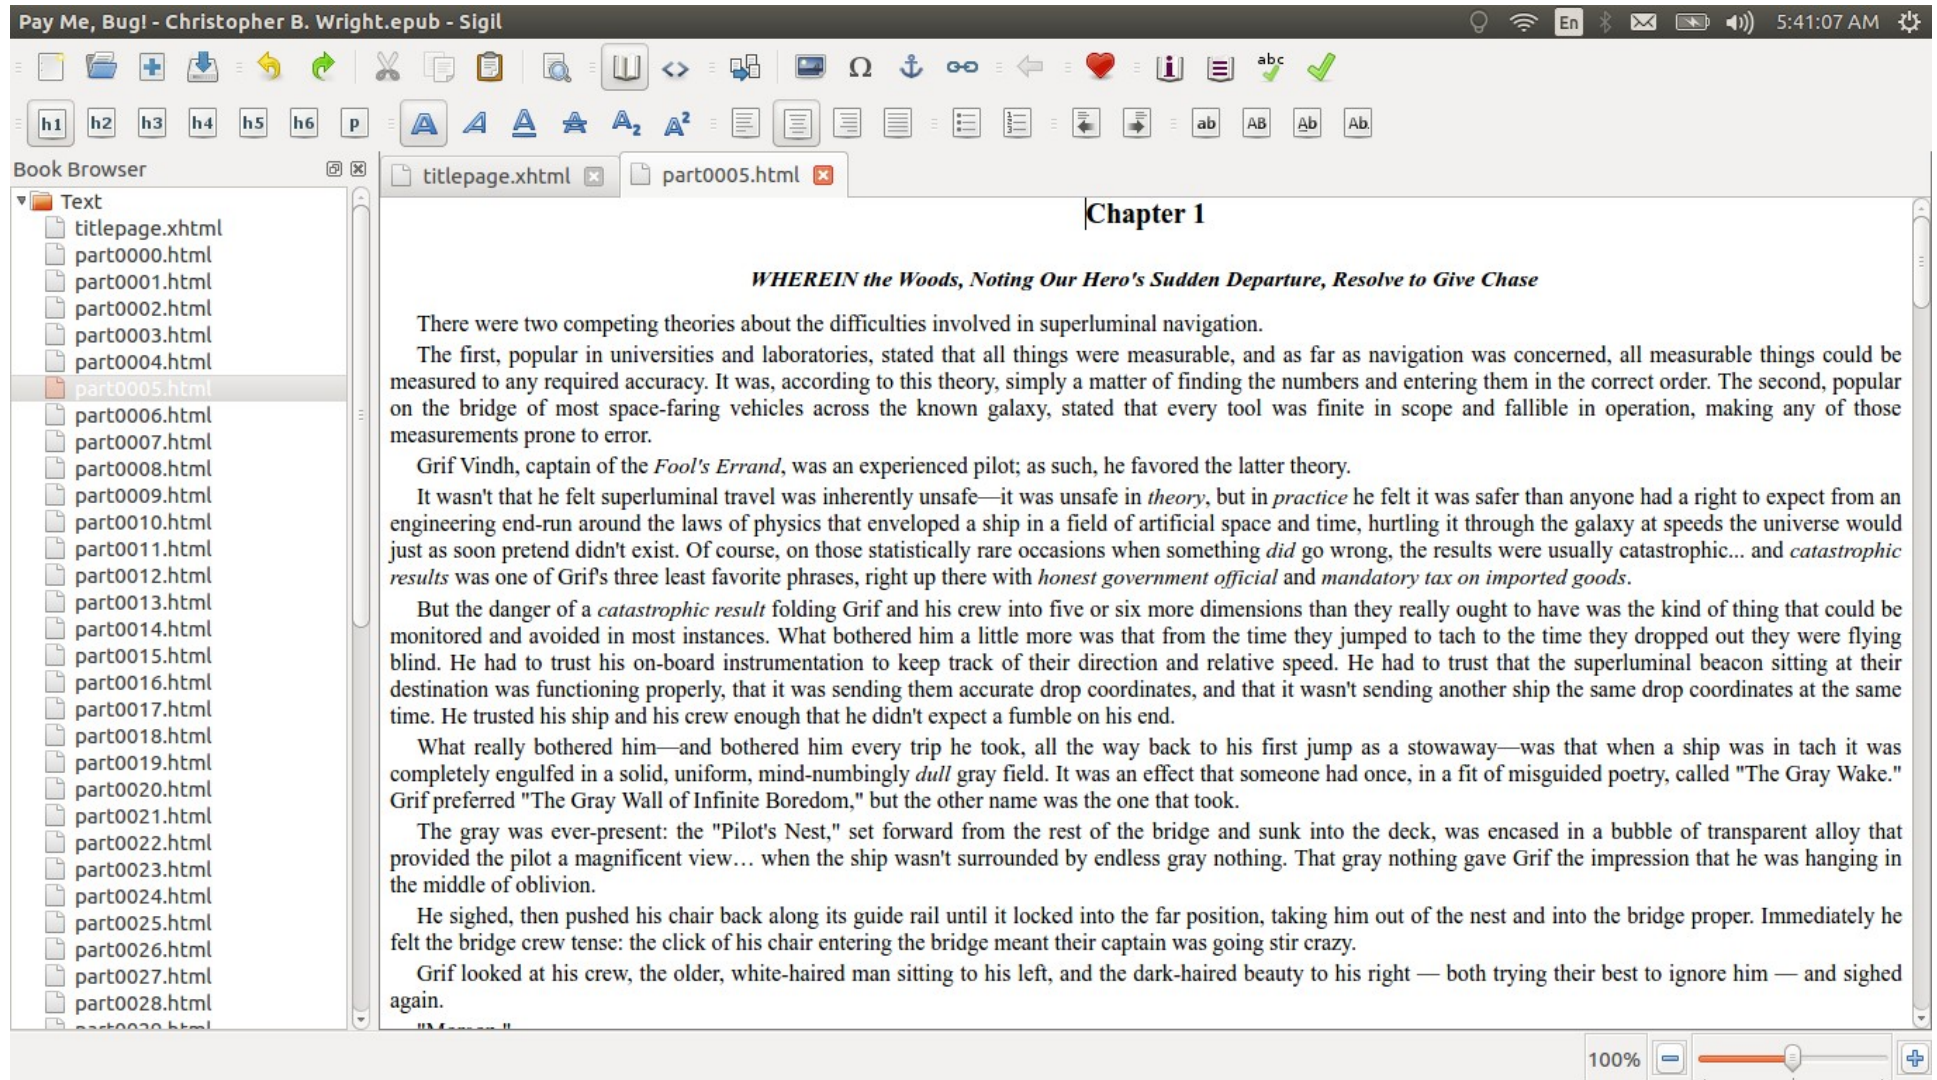 Pay Me, Bug! - Christopher B. Wright.epub - Sigil
En
5:41:07 AM
abc
h1 h2 h3 h4 h5 h6 p A A A A A₂ A² ab AB Ab Ab.
Book Browser
titlepage.xhtml
part0005.html
Text
titlepage.xhtml
part0000.html
part0001.html
part0002.html
part0003.html
part0004.html
part0005.html
part0006.html
part0007.html
part0008.html
part0009.html
part0010.html
part0011.html
part0012.html
part0013.html
part0014.html
part0015.html
part0016.html
part0017.html
part0018.html
part0019.html
part0020.html
part0021.html
part0022.html
part0023.html
part0024.html
part0025.html
part0026.html
part0027.html
part0028.html
part0029.html
Chapter 1
WHEREIN the Woods, Noting Our Hero's Sudden Departure, Resolve to Give Chase
There were two competing theories about the difficulties involved in superluminal navigation.
The first, popular in universities and laboratories, stated that all things were measurable, and as far as navigation was concerned, all measurable things could be
measured to any required accuracy. It was, according to this theory, simply a matter of finding the numbers and entering them in the correct order. The second, popular
on the bridge of most space-faring vehicles across the known galaxy, stated that every tool was finite in scope and fallible in operation, making any of those
measurements prone to error.
Grif Vindh, captain of the Fool's Errand, was an experienced pilot; as such, he favored the latter theory.
It wasn't that he felt superluminal travel was inherently unsafe—it was unsafe in theory, but in practice he felt it was safer than anyone had a right to expect from an
engineering end-run around the laws of physics that enveloped a ship in a field of artificial space and time, hurtling it through the galaxy at speeds the universe would
just as soon pretend didn't exist. Of course, on those statistically rare occasions when something did go wrong, the results were usually catastrophic... and catastrophic
results was one of Grif's three least favorite phrases, right up there with honest government official and mandatory tax on imported goods.
But the danger of a catastrophic result folding Grif and his crew into five or six more dimensions than they really ought to have was the kind of thing that could be
monitored and avoided in most instances. What bothered him a little more was that from the time they jumped to tach to the time they dropped out they were flying
blind. He had to trust his on-board instrumentation to keep track of their direction and relative speed. He had to trust that the superluminal beacon sitting at their
destination was functioning properly, that it was sending them accurate drop coordinates, and that it wasn't sending another ship the same drop coordinates at the same
time. He trusted his ship and his crew enough that he didn't expect a fumble on his end.
What really bothered him—and bothered him every trip he took, all the way back to his first jump as a stowaway—was that when a ship was in tach it was
completely engulfed in a solid, uniform, mind-numbingly dull gray field. It was an effect that someone had once, in a fit of misguided poetry, called "The Gray Wake."
Grif preferred "The Gray Wall of Infinite Boredom," but the other name was the one that took.
The gray was ever-present: the "Pilot's Nest," set forward from the rest of the bridge and sunk into the deck, was encased in a bubble of transparent alloy that
provided the pilot a magnificent view… when the ship wasn't surrounded by endless gray nothing. That gray nothing gave Grif the impression that he was hanging in
the middle of oblivion.
He sighed, then pushed his chair back along its guide rail until it locked into the far position, taking him out of the nest and into the bridge proper. Immediately he
felt the bridge crew tense: the click of his chair entering the bridge meant their captain was going stir crazy.
Grif looked at his crew, the older, white-haired man sitting to his left, and the dark-haired beauty to his right — both trying their best to ignore him — and sighed
again.
100%